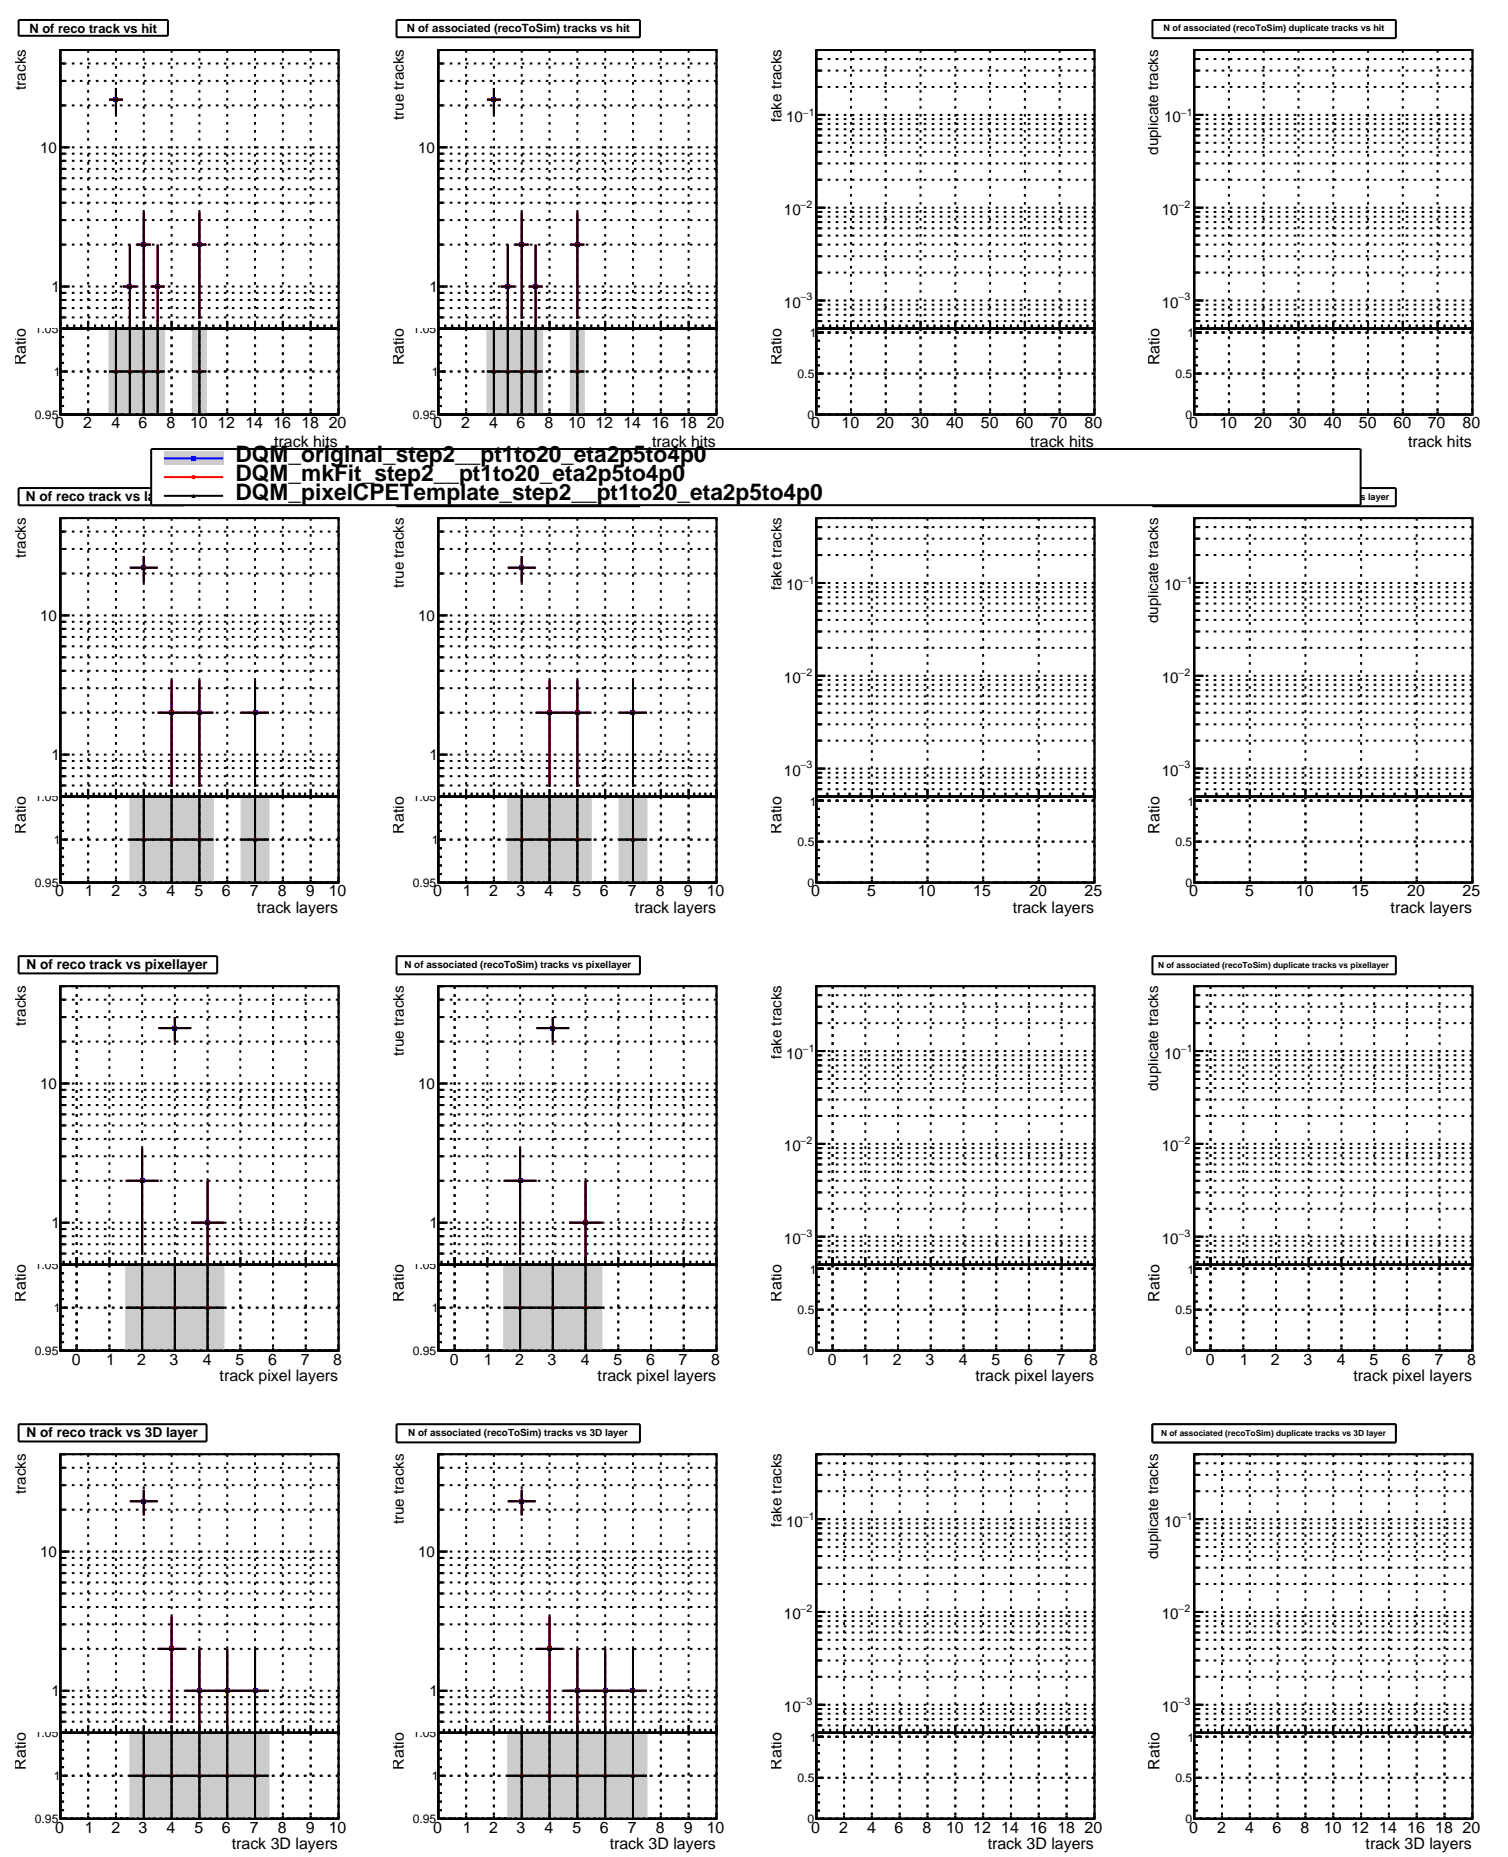 N of reco track vs hit
N of associated (recoToSim) tracks vs hit
N of associated (recoToSim) duplicate tracks vs hit
tracks
10
1
Ratio
1.05
1
0.95
0 2 4 6 8 10 12 14 16 18 20
track hits
true tracks
10
1
Ratio
1.05
1
0.95
0 2 4 6 8 10 12 14 16 18 20
track hits
fake tracks
10−1
10−2
10−3
Ratio
1
0.5
0
0 10 20 30 40 50 60 70 80
track hits
duplicate tracks
10−1
10−2
10−3
Ratio
1
0.5
0
0 10 20 30 40 50 60 70 80
track hits
DQM_original_step2__pt1to20_eta2p5to4p0
DQM_mkFit_step2__pt1to20_eta2p5to4p0
DQM_pixelCPETemplate_step2__pt1to20_eta2p5to4p0
N of reco track vs la
s layer
tracks
10
1
Ratio
1.05
1
0.95
0 1 2 3 4 5 6 7 8 9 10
track layers
true tracks
10
1
Ratio
1.05
1
0.95
0 1 2 3 4 5 6 7 8 9 10
track layers
fake tracks
10−1
10−2
10−3
Ratio
1
0.5
0
0 5 10 15 20 25
track layers
duplicate tracks
10−1
10−2
10−3
Ratio
1
0.5
0
0 5 10 15 20 25
track layers
N of reco track vs pixellayer
N of associated (recoToSim) tracks vs pixellayer
N of associated (recoToSim) duplicate tracks vs pixellayer
tracks
10
1
Ratio
1.05
1
0.95
0 1 2 3 4 5 6 7 8
track pixel layers
true tracks
10
1
Ratio
1.05
1
0.95
0 1 2 3 4 5 6 7 8
track pixel layers
fake tracks
10−1
10−2
10−3
Ratio
1
0.5
0
0 1 2 3 4 5 6 7 8
track pixel layers
duplicate tracks
10−1
10−2
10−3
Ratio
1
0.5
0
0 1 2 3 4 5 6 7 8
track pixel layers
N of reco track vs 3D layer
N of associated (recoToSim) tracks vs 3D layer
N of associated (recoToSim) duplicate tracks vs 3D layer
tracks
10
1
Ratio
1.05
1
0.95
0 1 2 3 4 5 6 7 8 9 10
track 3D layers
true tracks
10
1
Ratio
1.05
1
0.95
0 1 2 3 4 5 6 7 8 9 10
track 3D layers
fake tracks
10−1
10−2
10−3
Ratio
1
0.5
0
0 2 4 6 8 10 12 14 16 18 20
track 3D layers
duplicate tracks
10−1
10−2
10−3
Ratio
1
0.5
0
0 2 4 6 8 10 12 14 16 18 20
track 3D layers